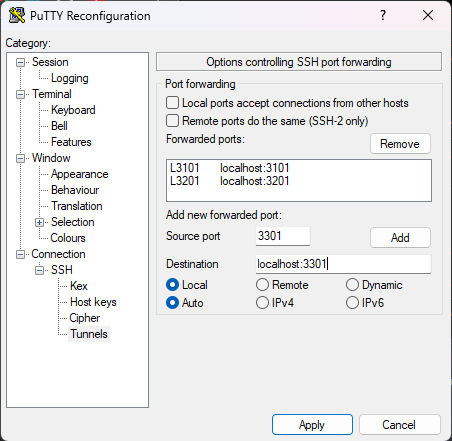 PuTTY Reconfiguration
Category:
Session
Logging
Terminal
Keyboard
Bell
Features
Window
Appearance
Behaviour
Translation
Selection
Colours
Connection
SSH
Kex
Host keys
Cipher
Tunnels
Options controlling SSH port forwarding
Port forwarding
Local ports accept connections from other hosts
Remote ports do the same (SSH-2 only)
Forwarded ports:
Remove
L3101 localhost:3101
L3201 localhost:3201
Add new forwarded port:
Source port 3301 Add
Destination localhost:3301
Local Remote Dynamic
Auto IPv4 IPv6
Apply Cancel